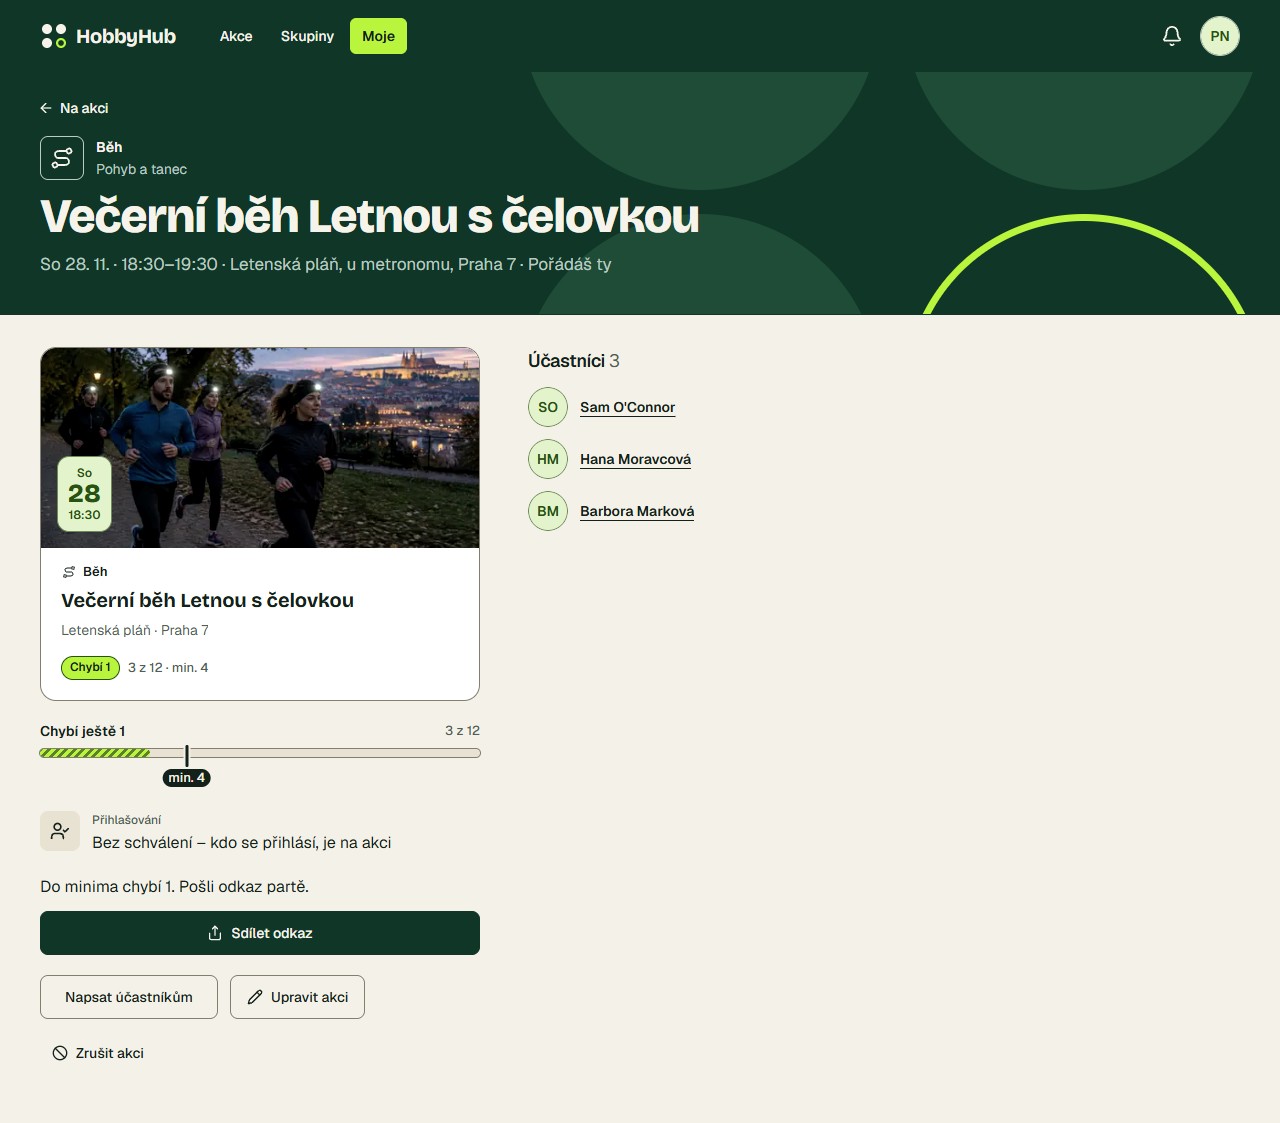 HobbyHub
Akce
Skupiny
Moje
PN
Na akci
Běh
Pohyb a tanec
Večerní běh Letnou s čelovkou
So 28. 11. · 18:30–19:30 · Letenská pláň, u metronomu, Praha 7 · Pořádáš ty
So
28
18:30
Běh
Večerní běh Letnou s čelovkou
Letenská pláň · Praha 7
Chybí 1
3 z 12 · min. 4
Chybí ještě 1
3 z 12
min. 4
Přihlašování
Bez schválení – kdo se přihlásí, je na akci
Do minima chybí 1. Pošli odkaz partě.
Sdílet odkaz
Napsat účastníkům
Upravit akci
Zrušit akci
Účastníci 3
SO
Sam O'Connor
HM
Hana Moravcová
BM
Barbora Marková